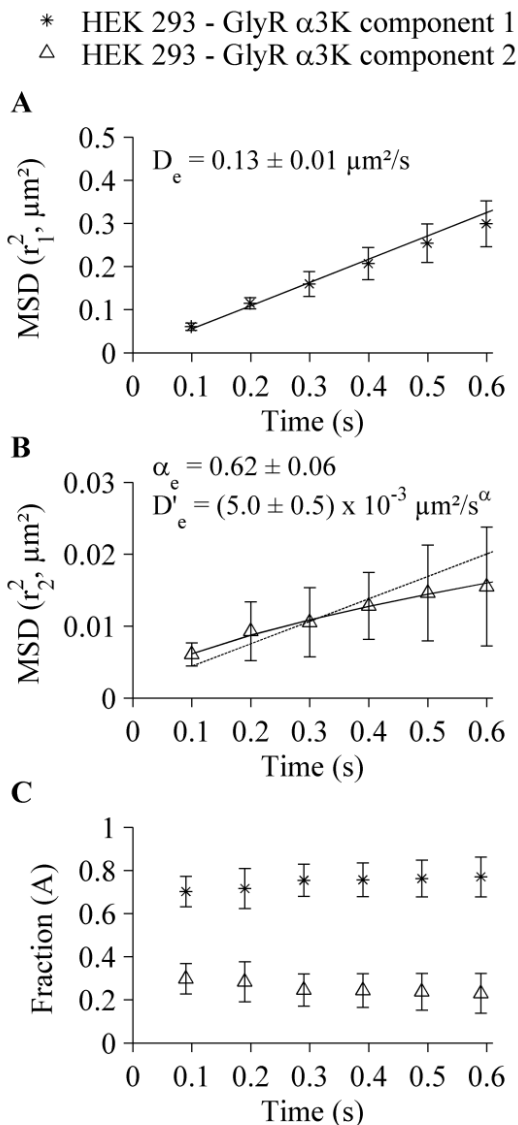 * HEK 293 - GlyR α3K component 1
△ HEK 293 - GlyR α3K component 2
A
Dₑ = 0.13 ± 0.01 µm²/s
MSD (r₁², µm²)
0.5
0.4
0.3
0.2
0.1
0
0 0.1 0.2 0.3 0.4 0.5 0.6
Time (s)
B
αₑ = 0.62 ± 0.06
D'ₑ = (5.0 ± 0.5) x 10⁻³ µm²/s^α
MSD (r₂², µm²)
0.03
0.02
0.01
0
0 0.1 0.2 0.3 0.4 0.5 0.6
Time (s)
C
Fraction (A)
1
0.8
0.6
0.4
0.2
0
0 0.1 0.2 0.3 0.4 0.5 0.6
Time (s)